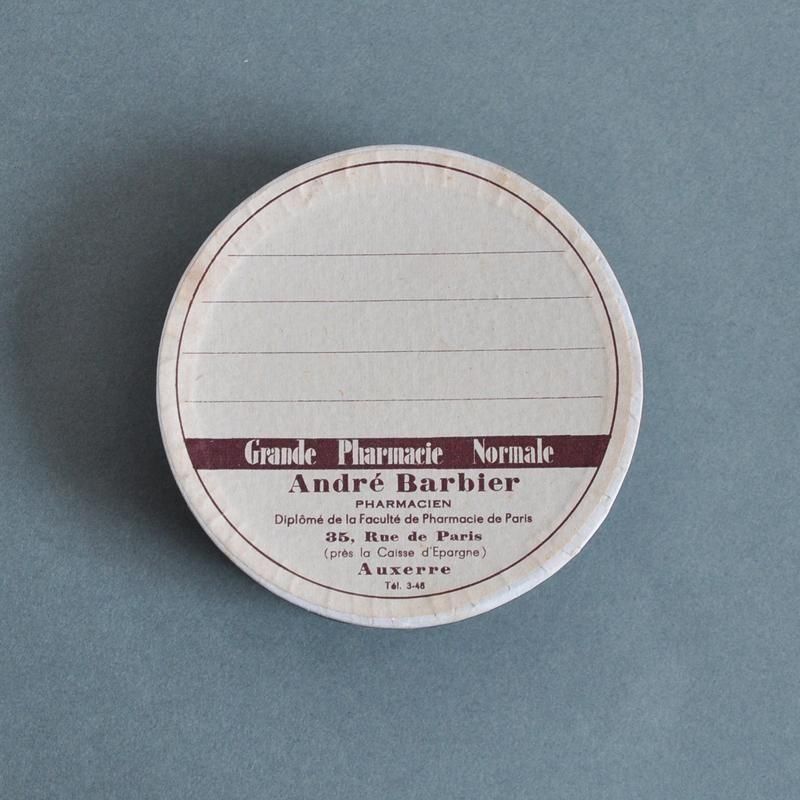 Grande Pharmacie Normale
André Barbier
PHARMACIEN
Diplômé de la Faculté de Pharmacie de Paris
35, Rue de Paris
(près la Caisse d'Epargne)
Auxerre
Tél. 3-48